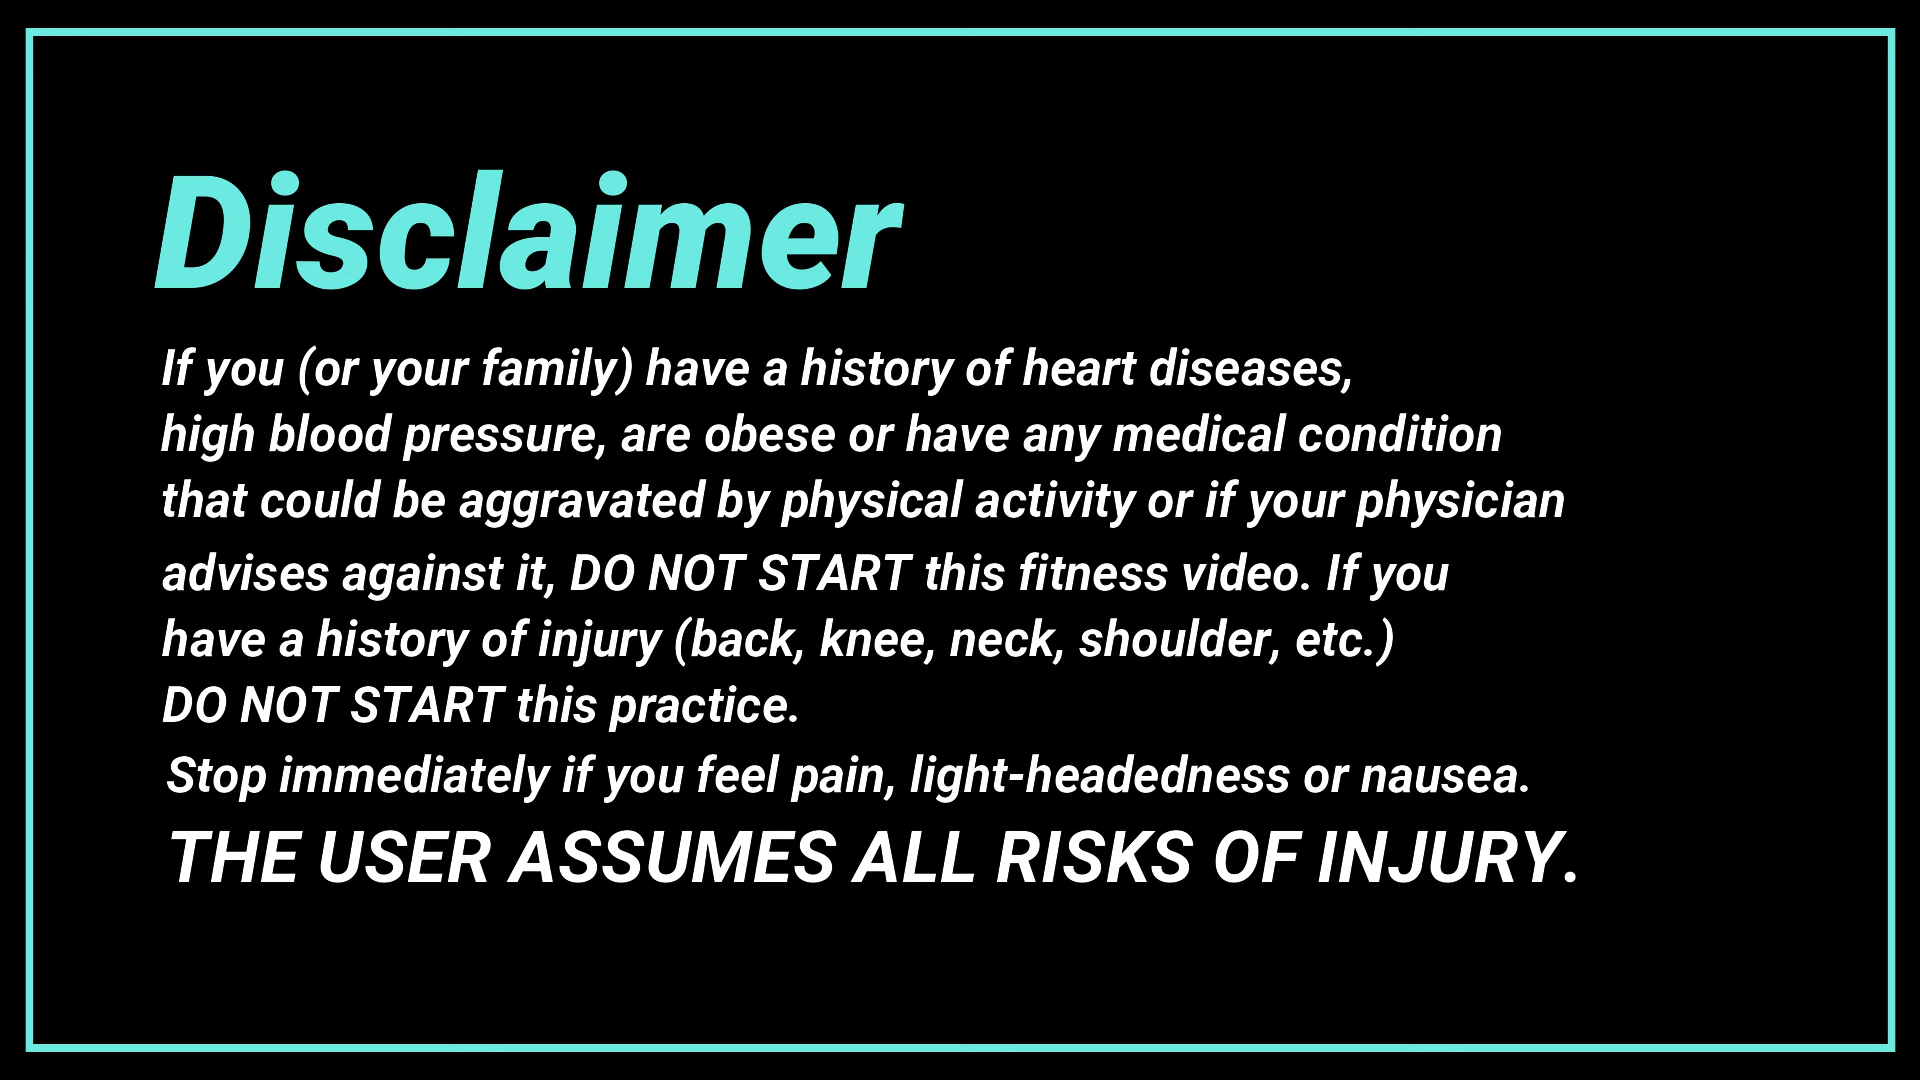 Disclaimer
If you (or your family) have a history of heart diseases,
high blood pressure, are obese or have any medical condition
that could be aggravated by physical activity or if your physician
advises against it, DO NOT START this fitness video. If you
have a history of injury (back, knee, neck, shoulder, etc.)
DO NOT START this practice.
Stop immediately if you feel pain, light-headedness or nausea.
THE USER ASSUMES ALL RISKS OF INJURY.